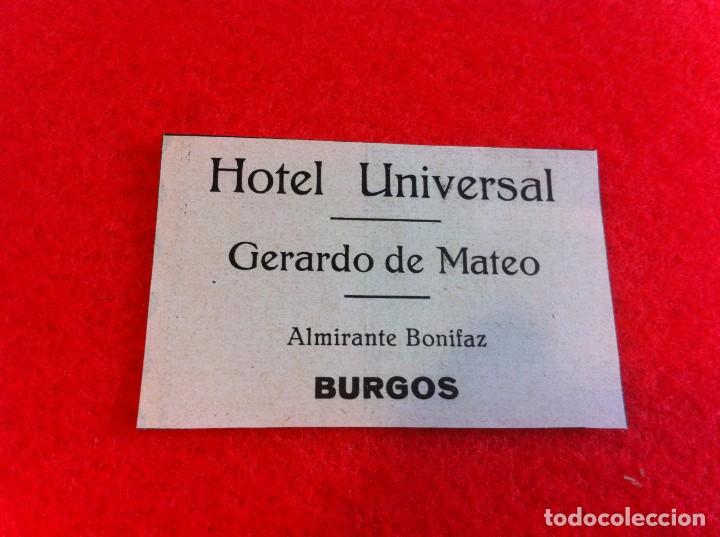 Hotel Universal
Gerardo de Mateo
Almirante Bonifaz
BURGOS
todocoleccion